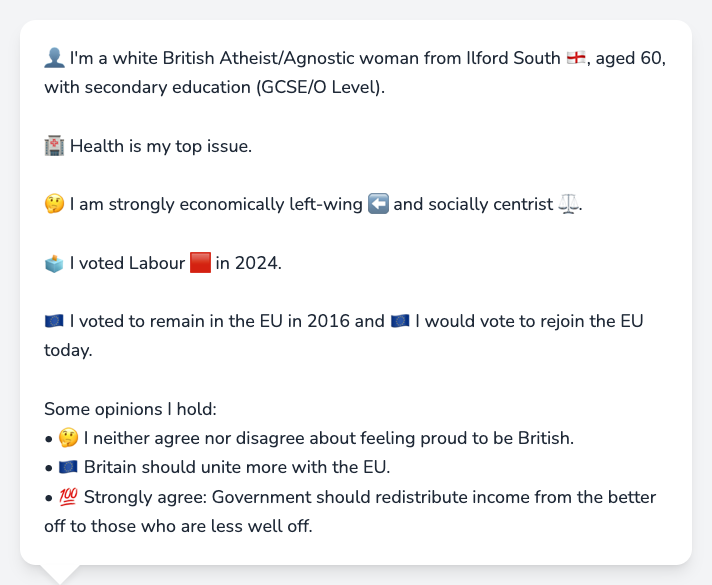 👤 I'm a white British Atheist/Agnostic woman from Ilford South 🏴󠁧󠁢󠁥󠁮󠁧󠁿, aged 60,
with secondary education (GCSE/O Level).
🏥 Health is my top issue.
🤔 I am strongly economically left-wing ⬅️ and socially centrist ⚖️.
🗳️ I voted Labour 🟥 in 2024.
🇪🇺 I voted to remain in the EU in 2016 and 🇪🇺 I would vote to rejoin the EU
today.
Some opinions I hold:
• 🤔 I neither agree nor disagree about feeling proud to be British.
• 🇪🇺 Britain should unite more with the EU.
• 💯 Strongly agree: Government should redistribute income from the better
off to those who are less well off.